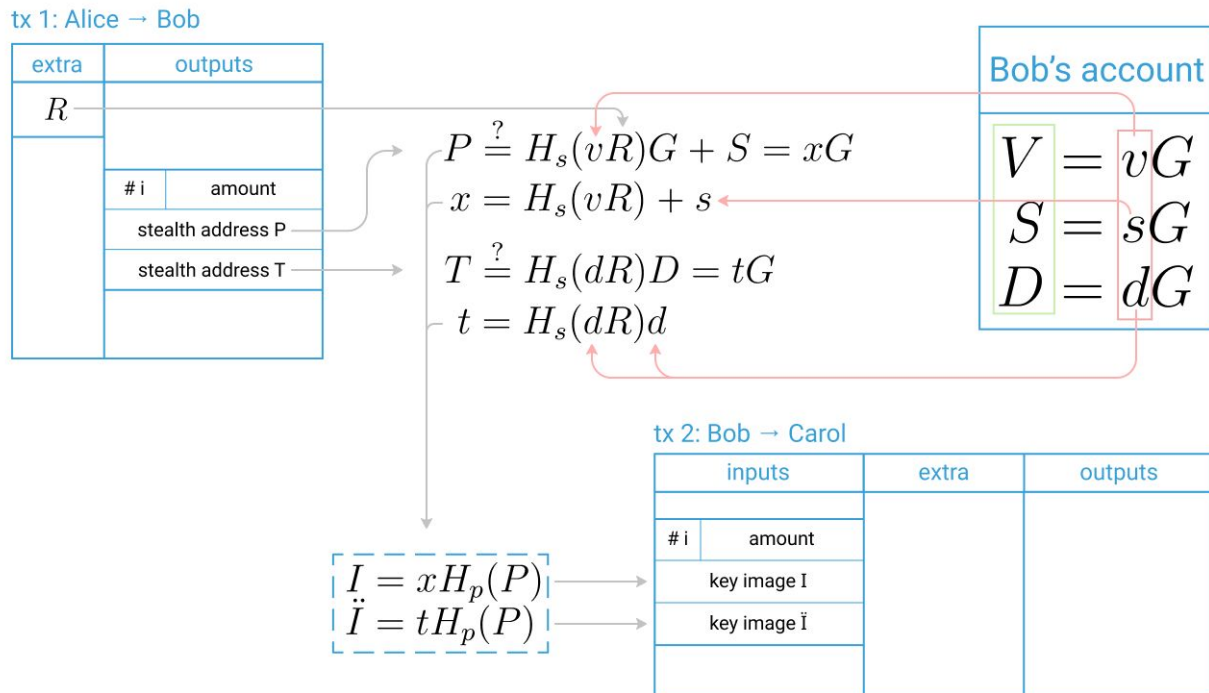 tx 1: Alice → Bob
extra outputs
R
# i amount
stealth address P
stealth address T
P ?= H_s(vR)G + S = xG
x = H_s(vR) + s
T ?= H_s(dR)D = tG
t = H_s(dR)d
Bob’s account
V = vG
S = sG
D = dG
tx 2: Bob → Carol
inputs extra outputs
# i amount
key image I
key image Ï
I = xH_p(P)
Ï = tH_p(P)